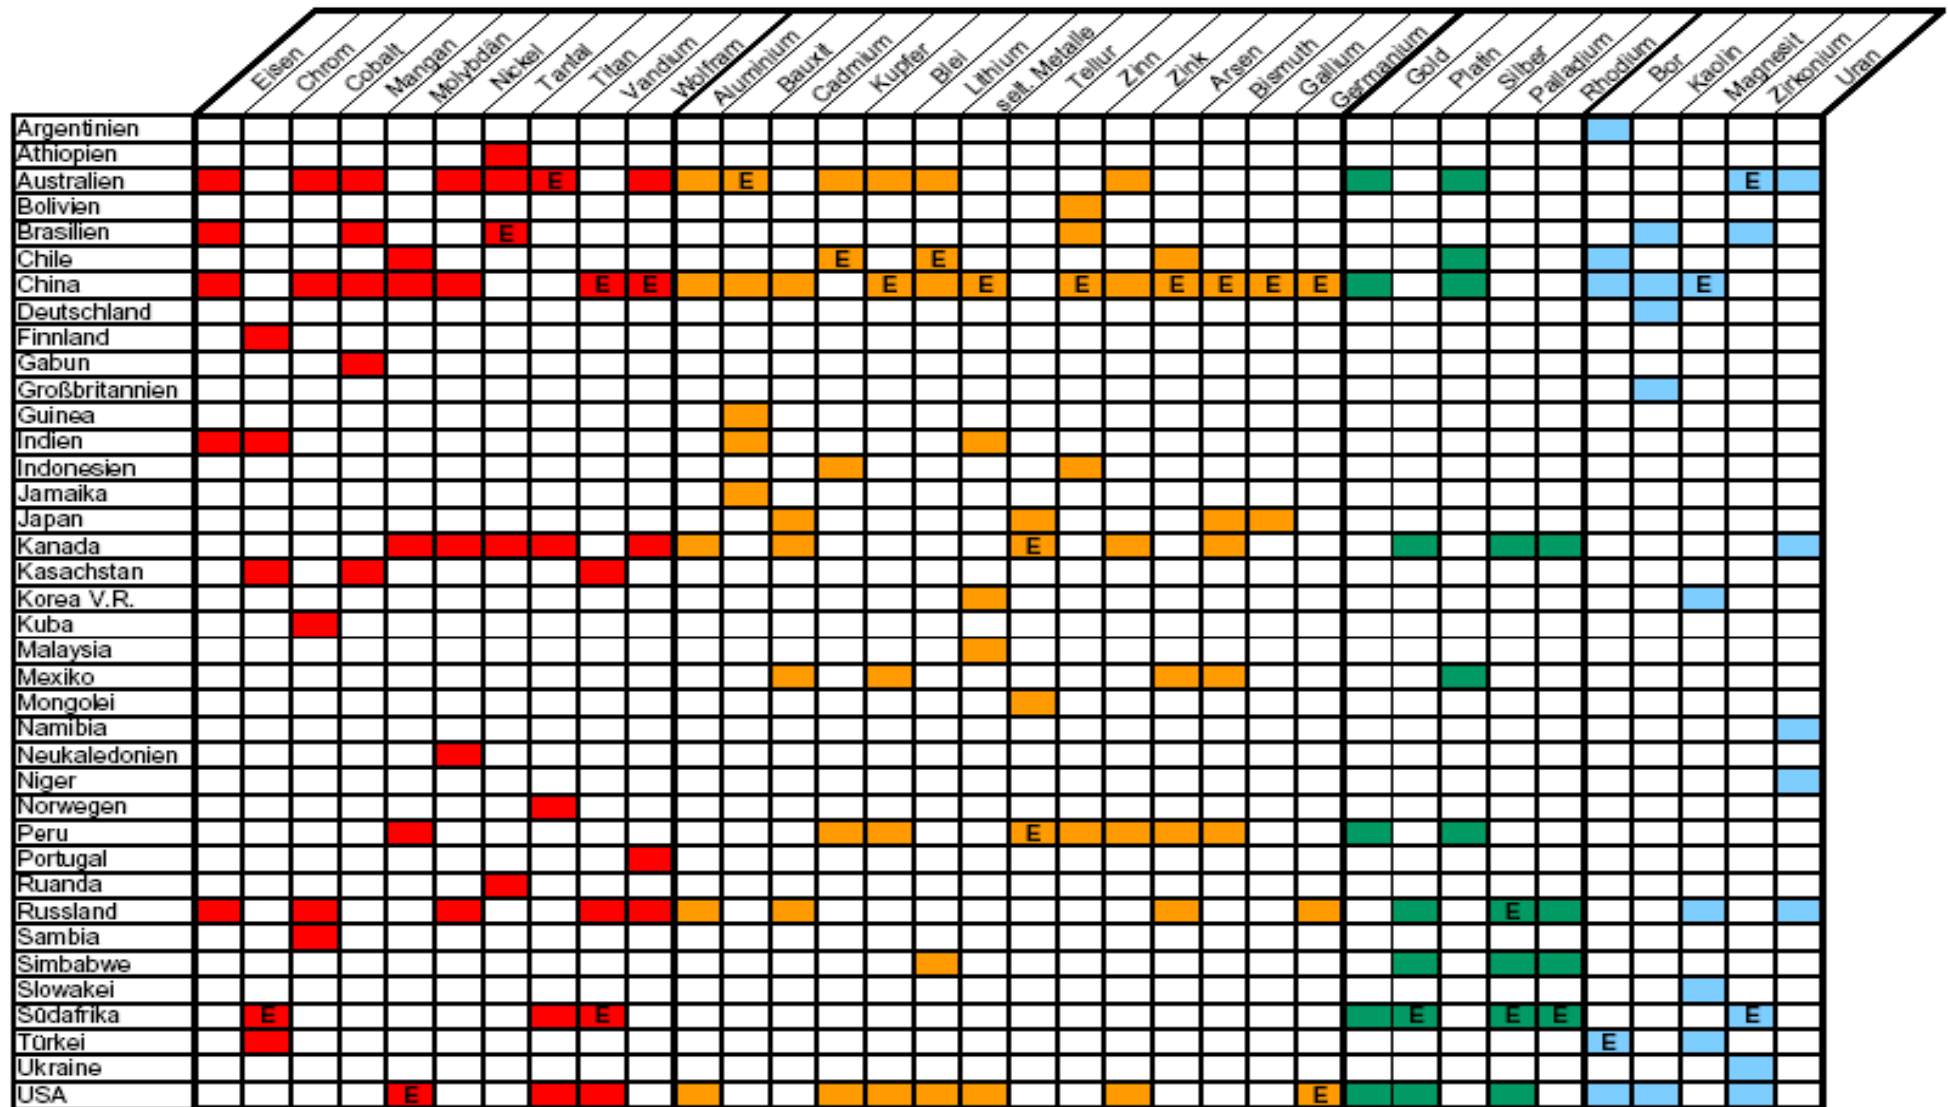 Eisen
Chrom
Cobalt
Mangan
Molybdän
Nickel
Tantal
Titan
Vandium
Wolfram
Aluminium
Bauxit
Cadmium
Kupfer
Blei
Lithium
selt. Metalle
Tellur
Zinn
Zink
Arsen
Bismuth
Gallium
Germanium
Gold
Platin
Silber
Palladium
Rhodium
Bor
Kaolin
Magnesit
Zirkonium
Uran
Argentinien
Äthiopien
Australien E E E
Bolivien
Brasilien E
Chile E E
China E E E E E E E E E E
Deutschland
Finnland
Gabun
Großbritannien
Guinea
Indien
Indonesien
Jamaika
Japan
Kanada E
Kasachstan
Korea V.R.
Kuba
Malaysia
Mexiko
Mongolei
Namibia
Neukaledonien
Niger
Norwegen
Peru E
Portugal
Ruanda
Russland E
Sambia
Simbabwe
Slowakei
Südafrika E E E E E E
Türkei E
Ukraine
USA E E